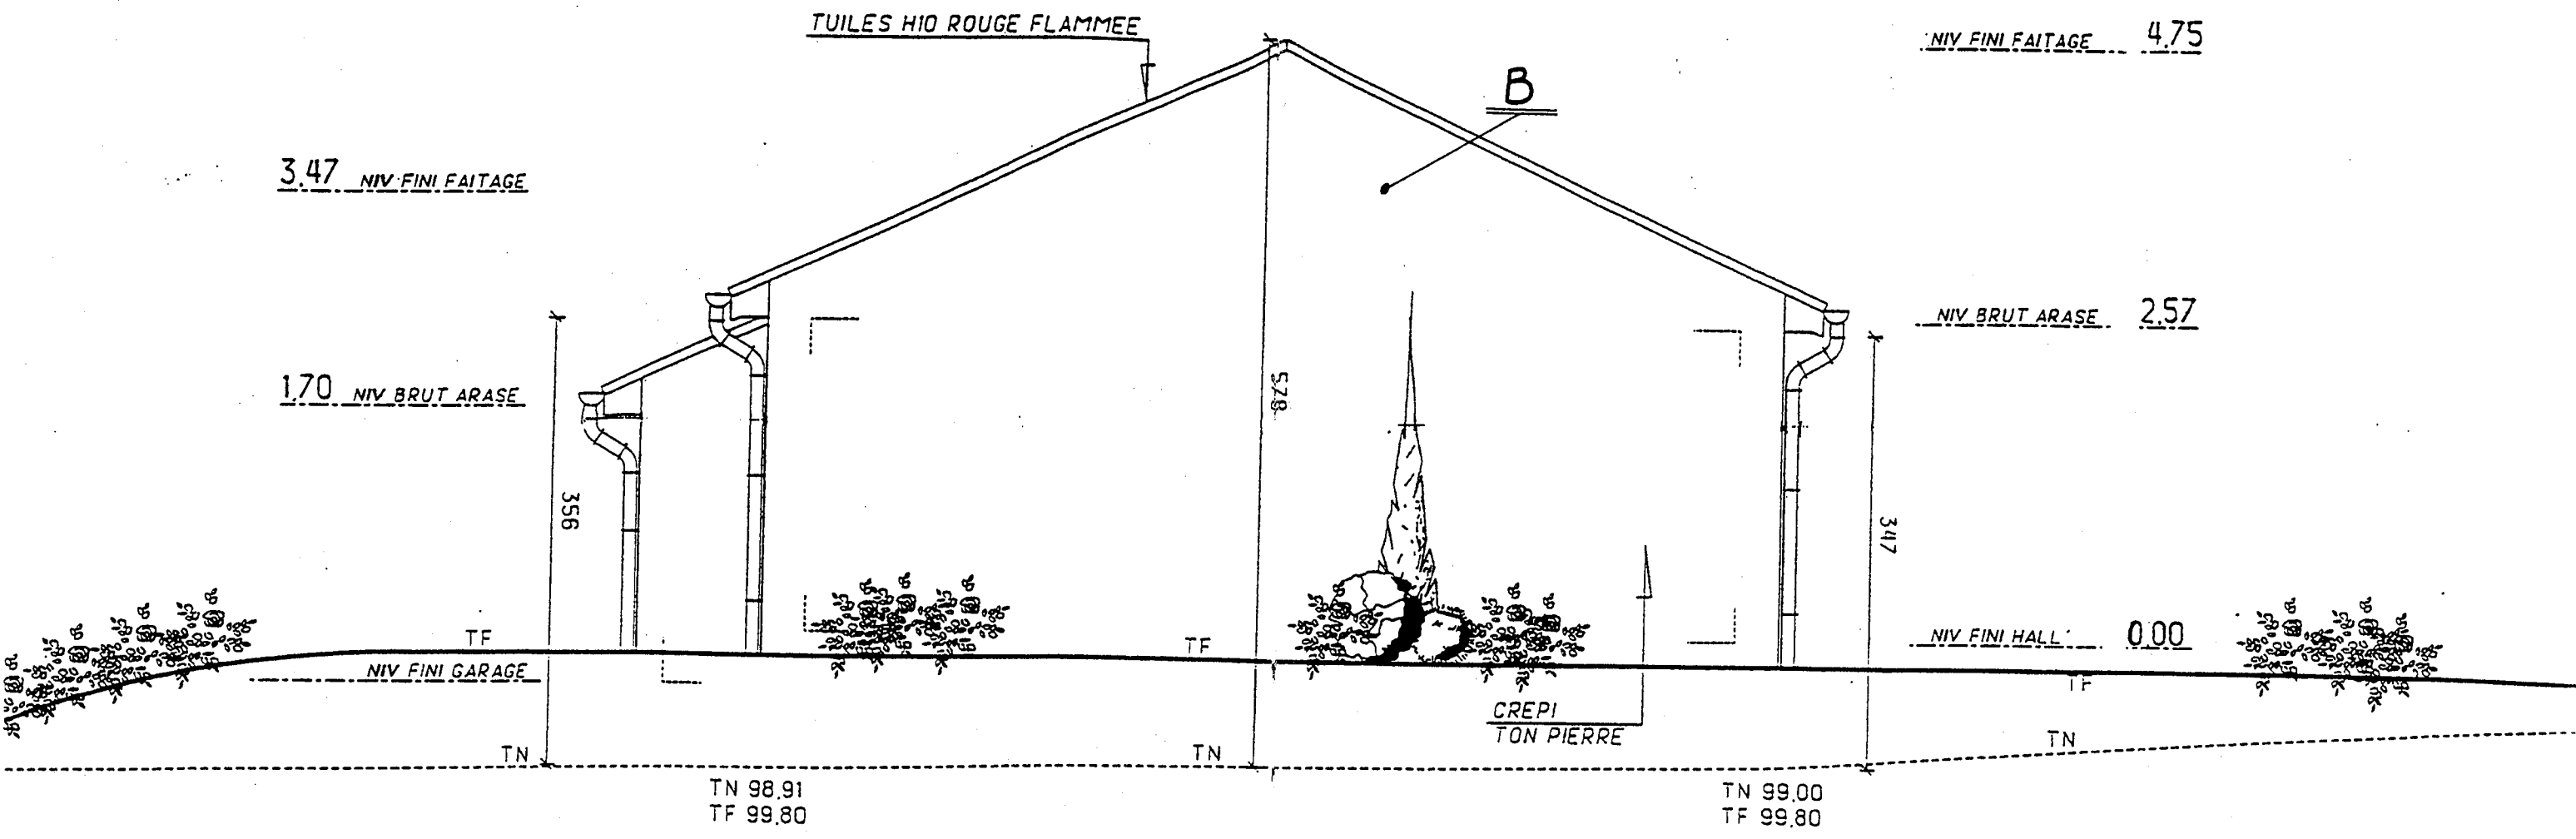 TUILES H10 ROUGE FLAMMEE
NIV FINI FAITAGE 4.75
B
3.47 NIV FINI FAITAGE
NIV BRUT ARASE 2.57
1.70 NIV BRUT ARASE
578
356
347
TF
TF
NIV FINI HALL 0.00
NIV FINI GARAGE
TF
CREPI
TON PIERRE
TN
TN
TN
TN 98.91
TF 99.80
TN 99.00
TF 99.80